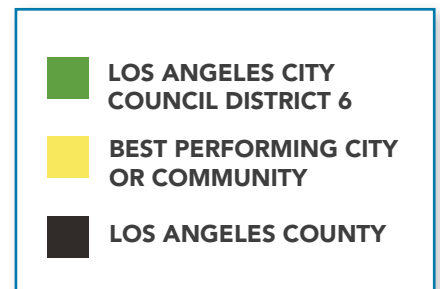 LOS ANGELES CITY
COUNCIL DISTRICT 6
BEST PERFORMING CITY
OR COMMUNITY
LOS ANGELES COUNTY